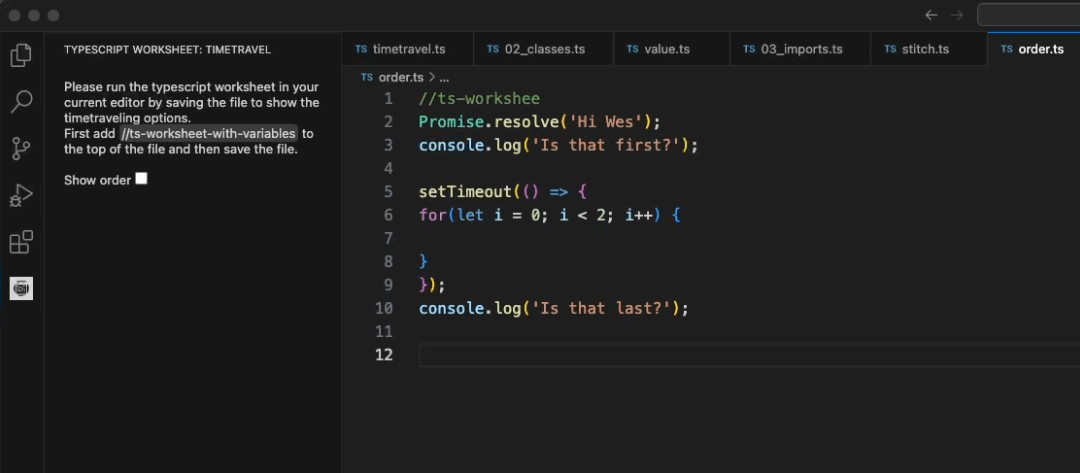 TYPESCRIPT WORKSHEET: TIMETRAVEL
Please run the typescript worksheet in your
current editor by saving the file to show the
timetraveling options.
First add //ts-worksheet-with-variables to
the top of the file and then save the file.
Show order
TS timetravel.ts TS 02_classes.ts TS value.ts TS 03_imports.ts TS stitch.ts TS order.ts
TS order.ts > ...
1 //ts-workshee
2 Promise.resolve('Hi Wes');
3 console.log('Is that first?');
4
5 setTimeout(() => {
6 for(let i = 0; i < 2; i++) {
7
8 }
9 });
10 console.log('Is that last?');
11
12